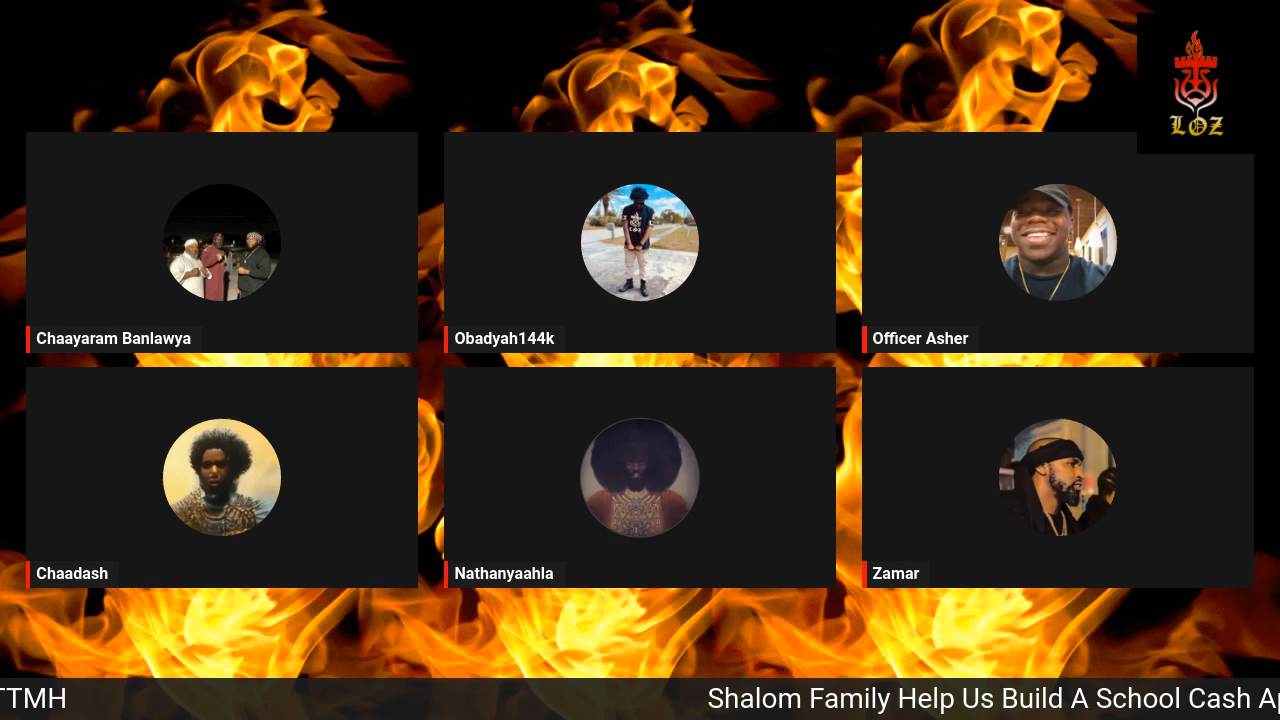 LOZ
Chaayaram Banlawya
Obadyah144k
Officer Asher
Chaadash
Nathanyaahla
Zamar
TTMH
Shalom Family Help Us Build A School Cash